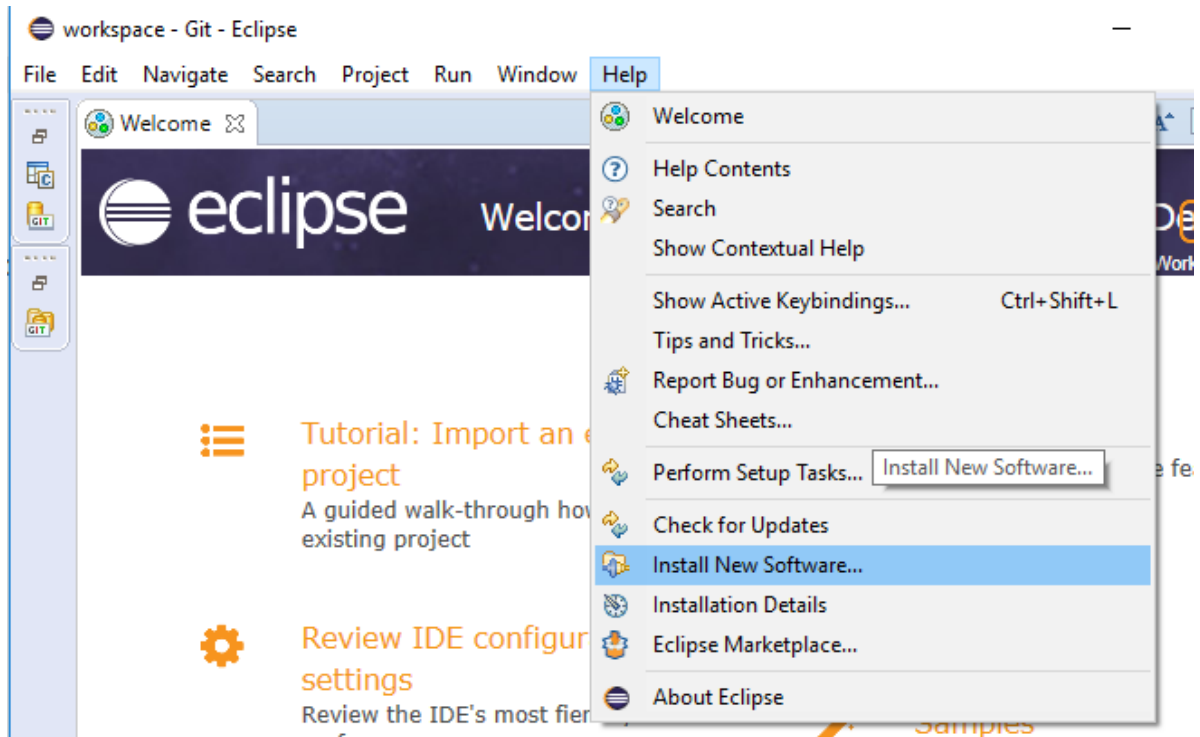 workspace - Git - Eclipse
File Edit Navigate Search Project Run Window Help
Welcome
eclipse
GIT
GIT
Welcome
Help Contents
Search
Show Contextual Help
Show Active Keybindings... Ctrl+Shift+L
Tips and Tricks...
Report Bug or Enhancement...
Cheat Sheets...
Perform Setup Tasks...
Install New Software...
Check for Updates
Install New Software...
Installation Details
Eclipse Marketplace...
About Eclipse
Tutorial: Import an
project
A guided walk-through how
existing project
Review IDE configur
settings
Review the IDE's most fier
Samples